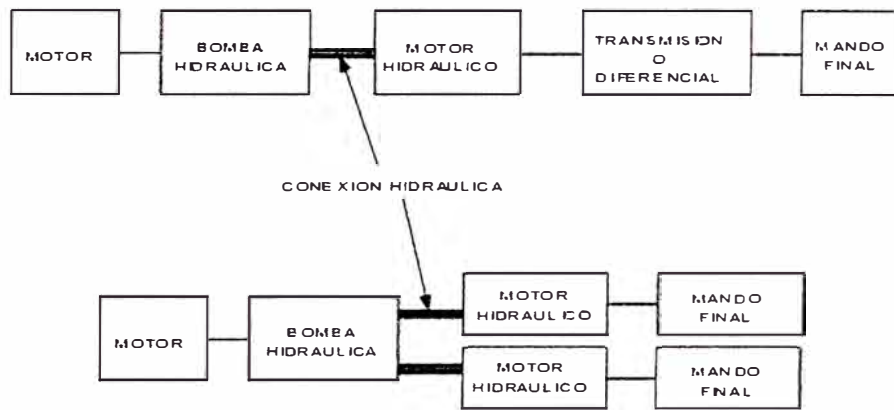 MOTOR
BOMBA
HIDRAULICA
MOTOR
HIDRAULICO
TRANSMISION
O
DIFERENCIAL
MANDO
FINAL
CONEXION HIDRAULICA
MOTOR
BOMBA
HIDRAULICA
MOTOR
HIDRAULICO
MANDO
FINAL
MOTOR
HIDRAULICO
MANDO
FINAL